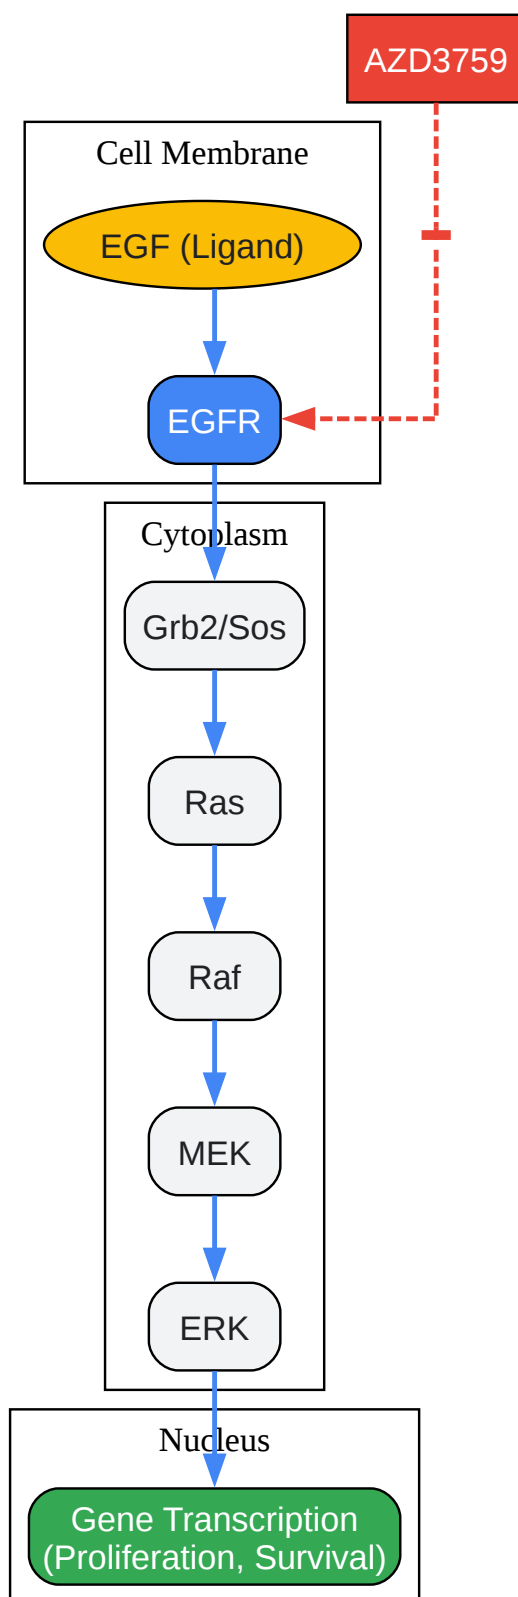 AZD3759
Cell Membrane
EGF (Ligand)
EGFR
Cytoplasm
Grb2/Sos
Ras
Raf
MEK
ERK
Nucleus
Gene Transcription
(Proliferation, Survival)